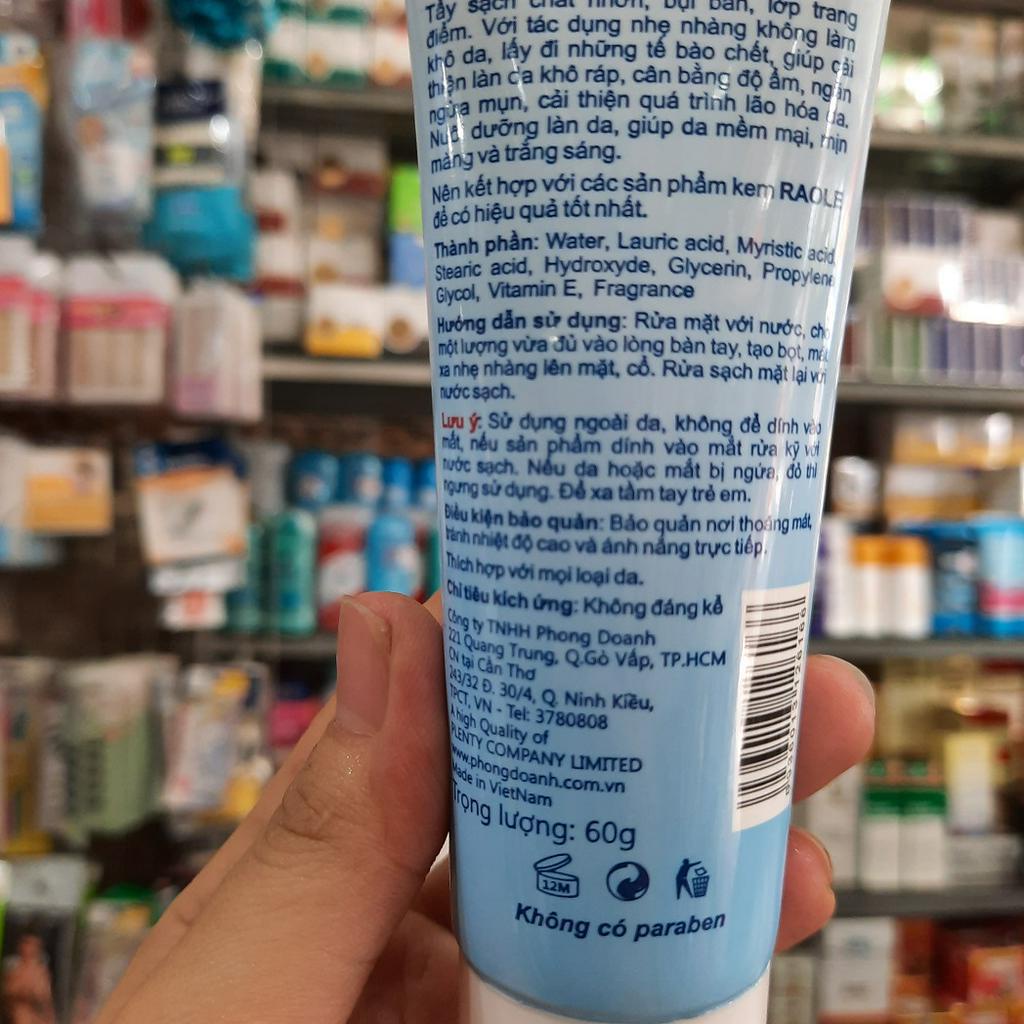 Tẩy sạch chất nhờn, bụi bẩn, lớp trang
điểm. Với tác dụng nhẹ nhàng không làm
khô da, lấy đi những tế bào chết, giúp cải
thiện làn da khô ráp, cân bằng độ ẩm, ngăn
ngừa mụn, cải thiện quá trình lão hóa da.
Nuôi dưỡng làn da, giúp da mềm mại, mịn
màng và trắng sáng.
Nên kết hợp với các sản phẩm kem RAOLE
để có hiệu quả tốt nhất.
Thành phần: Water, Lauric acid, Myristic acid,
Stearic acid, Hydroxyde, Glycerin, Propylene
Glycol, Vitamin E, Fragrance
Hướng dẫn sử dụng: Rửa mặt với nước, cho
một lượng vừa đủ vào lòng bàn tay, tạo bọt, mát
xa nhẹ nhàng lên mặt, cổ. Rửa sạch mặt lại với
nước sạch.
Lưu ý: Sử dụng ngoài da, không để dính vào
mắt, nếu sản phẩm dính vào mắt rửa kỹ với
nước sạch. Nếu da hoặc mắt bị ngứa, đỏ thì
ngưng sử dụng. Để xa tầm tay trẻ em.
Điều kiện bảo quản: Bảo quản nơi thoáng mát,
tránh nhiệt độ cao và ánh nắng trực tiếp.
Thích hợp với mọi loại da.
Chỉ tiêu kích ứng: Không đáng kể
Công ty TNHH Phong Doanh
221 Quang Trung, Q.Gò Vấp, TP.HCM
CN tại Cần Thơ
243/32 Đ. 30/4, Q. Ninh Kiều,
TPCT, VN - Tel: 3780808
A high Quality of
PLENTY COMPANY LIMITED
www.phongdoanh.com.vn
Made in VietNam
Trọng lượng: 60g
12M
Không có paraben